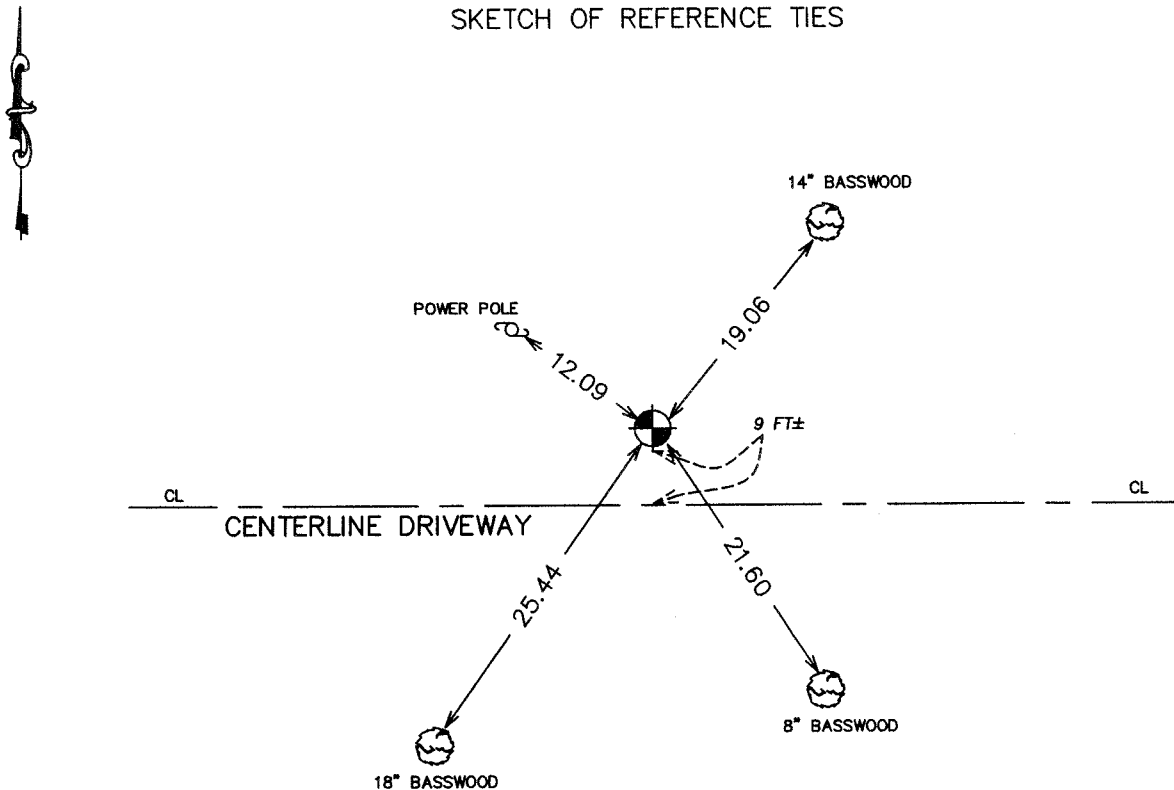 SKETCH OF REFERENCE TIES
14" BASSWOOD
POWER POLE
19.06
12.09
9 FT±
CL
CL
CENTERLINE DRIVEWAY
25.44
21.60
8" BASSWOOD
18" BASSWOOD